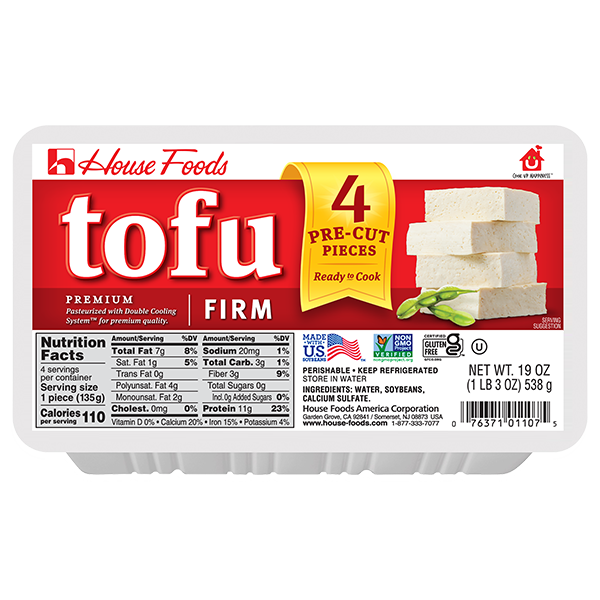 House Foods
COOK UP HAPPINESS™
tofu
4
PRE-CUT
PIECES
Ready to Cook
PREMIUM
Pasteurized with Double Cooling
System™ for premium quality.
FIRM
SERVING
SUGGESTION
Nutrition
Facts
4 servings
per container
Serving size
1 piece (135g)
Calories 110
per serving
Amount/Serving %DV
Total Fat 7g 8%
Sat. Fat 1g 5%
Trans Fat 0g
Polyunsat. Fat 4g
Monounsat. Fat 2g
Cholest. 0mg 0%
Amount/Serving %DV
Sodium 20mg 1%
Total Carb. 3g 1%
Fiber 3g 9%
Total Sugars 0g
Incl. 0g Added Sugars 0%
Protein 11g 23%
Vitamin D 0% • Calcium 20% • Iron 15% • Potassium 4%
MADE
WITH
U.S.
SOYBEANS
NON
GMO
Project
VERIFIED
nongmoproject.org
CERTIFIED
GLUTEN
FREE
U
PERISHABLE • KEEP REFRIGERATED
STORE IN WATER
INGREDIENTS: WATER, SOYBEANS,
CALCIUM SULFATE.
House Foods America Corporation
Garden Grove, CA 92841 / Somerset, NJ 08873 USA
www.house-foods.com 1-877-333-7077
NET WT. 19 OZ
(1 LB 3 OZ) 538 g
0 76371 01107 5